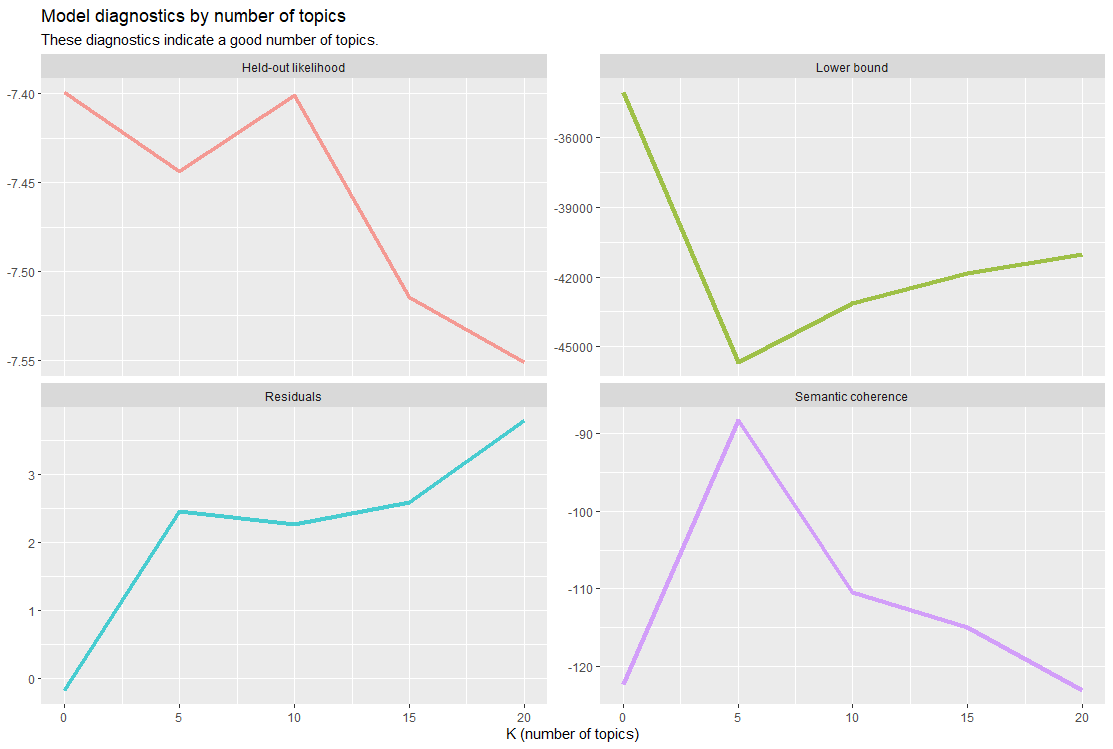 Model diagnostics by number of topics
These diagnostics indicate a good number of topics.
Held-out likelihood
-7.40
-7.45
-7.50
-7.55
Lower bound
-36000
-39000
-42000
-45000
Residuals
3
2
1
0
0 5 10 15 20
Semantic coherence
-90
-100
-110
-120
0 5 10 15 20
K (number of topics)